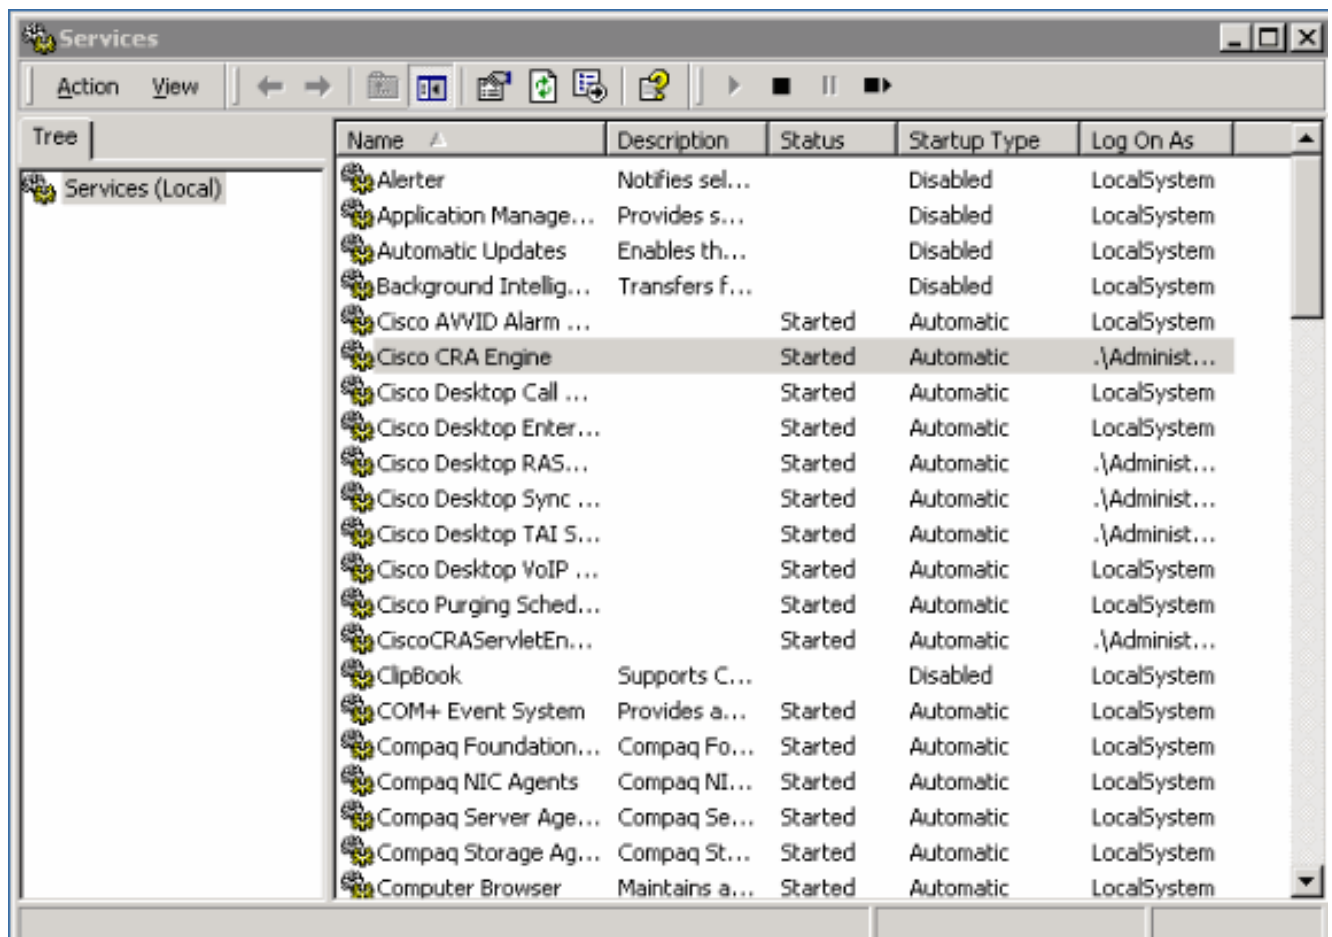 Services
Action View
Tree
Services (Local)
Name Description Status Startup Type Log On As
Alerter Notifies sel... Disabled LocalSystem
Application Manage... Provides s... Disabled LocalSystem
Automatic Updates Enables th... Disabled LocalSystem
Background Intellig... Transfers f... Disabled LocalSystem
Cisco AVVID Alarm ... Started Automatic LocalSystem
Cisco CRA Engine Started Automatic .\Administ...
Cisco Desktop Call ... Started Automatic LocalSystem
Cisco Desktop Enter... Started Automatic LocalSystem
Cisco Desktop RAS... Started Automatic .\Administ...
Cisco Desktop Sync ... Started Automatic .\Administ...
Cisco Desktop TAI S... Started Automatic .\Administ...
Cisco Desktop VoIP ... Started Automatic LocalSystem
Cisco Purging Sched... Started Automatic LocalSystem
CiscoCRAServletEn... Started Automatic .\Administ...
ClipBook Supports C... Disabled LocalSystem
COM+ Event System Provides a... Started Automatic LocalSystem
Compaq Foundation... Compaq Fo... Started Automatic LocalSystem
Compaq NIC Agents Compaq NI... Started Automatic LocalSystem
Compaq Server Age... Compaq Se... Started Automatic LocalSystem
Compaq Storage Ag... Compaq St... Started Automatic LocalSystem
Computer Browser Maintains a... Started Automatic LocalSystem